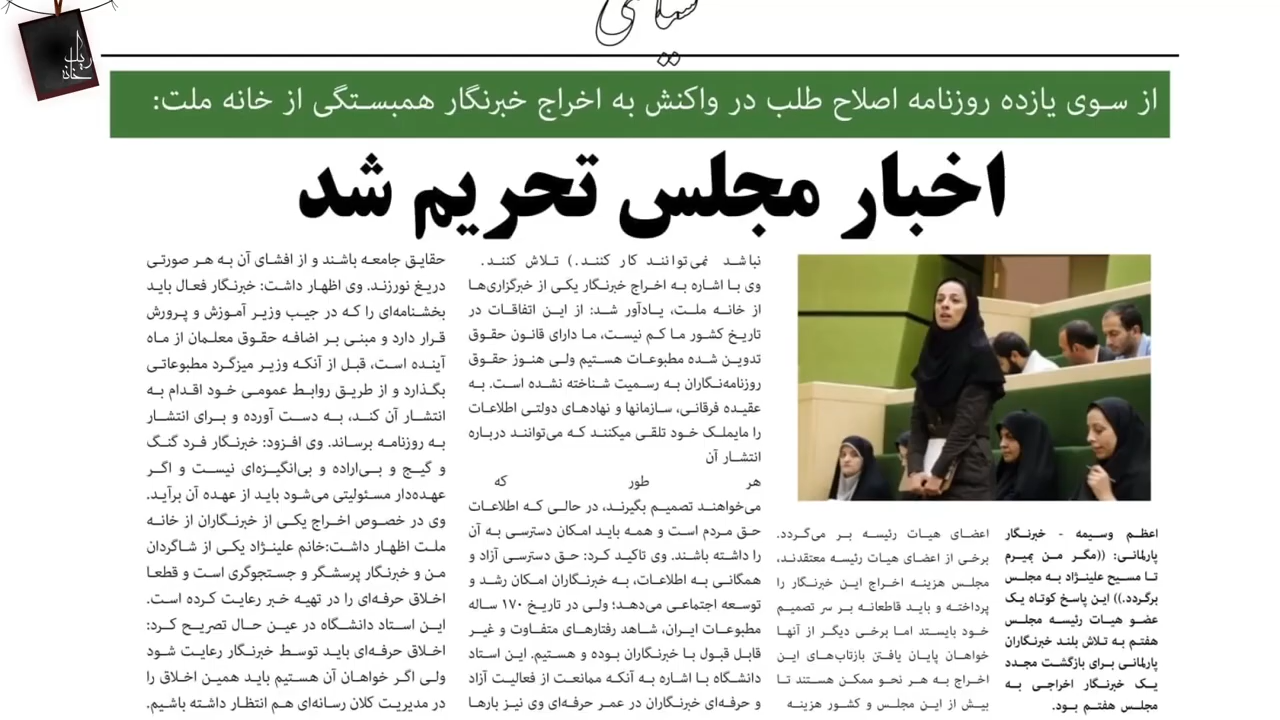 سیاسی
ریل خانه
از سوی یازده روزنامه اصلاح طلب در واکنش به اخراج خبرنگار همبستگی از خانه ملت:
اخبار مجلس تحریم شد
اعظم وسیمه - خبرنگار
پارلمانی: ((مگر من بمیرم
تا مسیح علینژاد به مجلس
برگردد.)) این پاسخ کوتاه یک
عضو هیات رئیسه مجلس
هفتم به تلاش بلند خبرنگاران
پارلمانی برای بازگشت مجدد
یک خبرنگار اخراجی به
مجلس هفتم بود.
اعضای هیات رئیسه بر می‌گردد.
برخی از اعضای هیات رئیسه معتقدند،
مجلس هزینه اخراج این خبرنگار را
پرداخته و باید قاطعانه بر سر تصمیم
خود بایستد اما برخی دیگر از آنها
خواهان پایان یافتن بازتاب‌های این
اخراج به هر نحو ممکن هستند تا
بیش از این مجلس و کشور هزینه
نباشد نمی‌توانند کار کنند.) تلاش کنند.
وی با اشاره به اخراج خبرنگار یکی از خبرگزاری‌ها
از خانه ملت، یادآور شد: از این اتفاقات در
تاریخ کشور ما کم نیست، ما دارای قانون حقوق
تدوین شده مطبوعات هستیم ولی هنوز حقوق
روزنامه‌نگاران به رسمیت شناخته نشده است. به
عقیده فرقانی، سازمانها و نهادهای دولتی اطلاعات
را مایملک خود تلقی میکنند که می‌توانند درباره
انتشار آن
هر طور که
می‌خواهند تصمیم بگیرند، در حالی که اطلاعات
حق مردم است و همه باید امکان دسترسی به آن
را داشته باشند. وی تاکید کرد: حق دسترسی آزاد و
همگانی به اطلاعات، به خبرنگاران امکان رشد و
توسعه اجتماعی می‌دهد؛ ولی در تاریخ ۱۷۰ ساله
مطبوعات ایران، شاهد رفتارهای متفاوت و غیر
قابل قبول با خبرنگاران بوده و هستیم. این استاد
دانشگاه با اشاره به آنکه ممانعت از فعالیت آزاد
و حرفه‌ای خبرنگاران در عمر حرفه‌ای وی نیز بارها
حقایق جامعه باشند و از افشای آن به هر صورتی
دریغ نورزند. وی اظهار داشت: خبرنگار فعال باید
بخشنامه‌ای را که در جیب وزیر آموزش و پرورش
قرار دارد و مبنی بر اضافه حقوق معلمان از ماه
آینده است، قبل از آنکه وزیر میزگرد مطبوعاتی
بگذارد و از طریق روابط عمومی خود اقدام به
انتشار آن کند، به دست آورده و برای انتشار
به روزنامه برساند. وی افزود: خبرنگار فرد گنگ
و گیج و بی‌اراده و بی‌انگیزه‌ای نیست و اگر
عهده‌دار مسئولیتی می‌شود باید از عهده آن برآید.
وی در خصوص اخراج یکی از خبرنگاران از خانه
ملت اظهار داشت:خانم علینژاد یکی از شاگردان
من و خبرنگار پرسشگر و جستجوگری است و قطعا
اخلاق حرفه‌ای را در تهیه خبر رعایت کرده است.
این استاد دانشگاه در عین حال تصریح کرد:
اخلاق حرفه‌ای باید توسط خبرنگار رعایت شود
ولی اگر خواهان آن هستیم باید همین اخلاق را
در مدیریت کلان رسانه‌ای هم انتظار داشته باشیم.